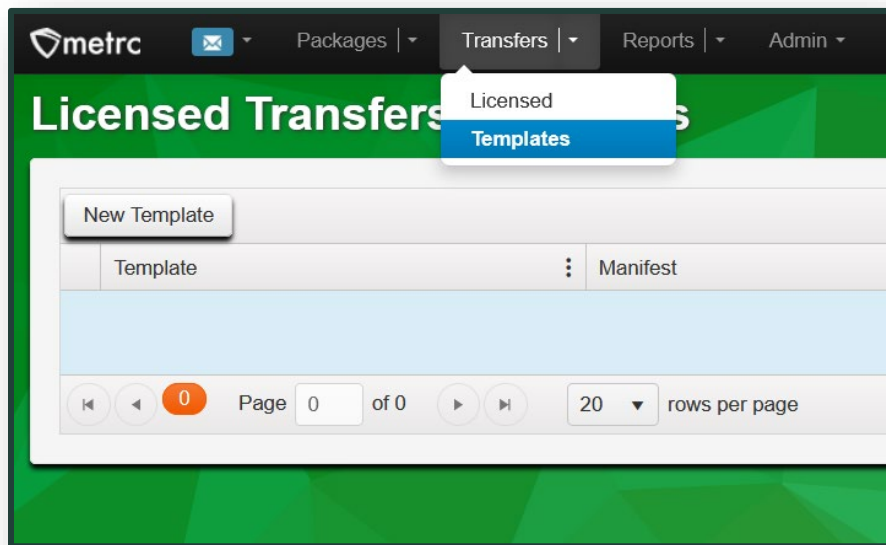 metrc Packages Transfers Reports Admin
Licensed Transfers
Licensed
Templates
New Template
Template Manifest
0 Page 0 of 0 20 rows per page